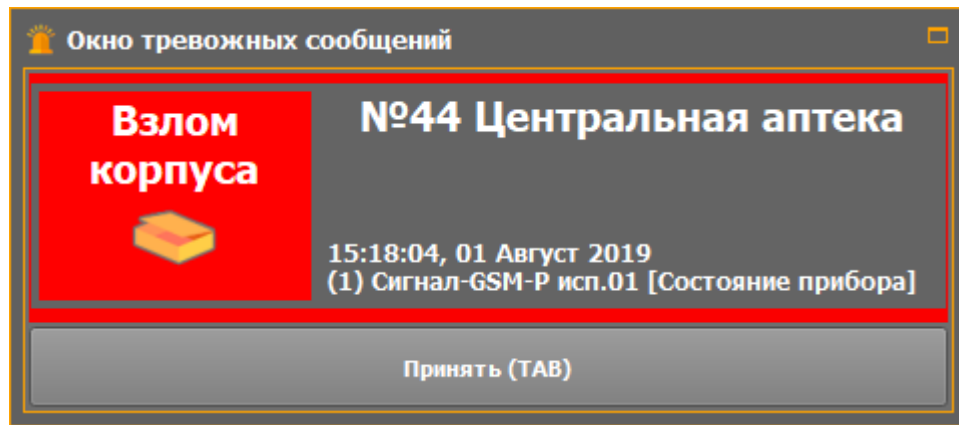 Окно тревожных сообщений
Взлом
корпуса
№44 Центральная аптека
15:18:04, 01 Август 2019
(1) Сигнал-GSM-P исп.01 [Состояние прибора]
Принять (TAB)